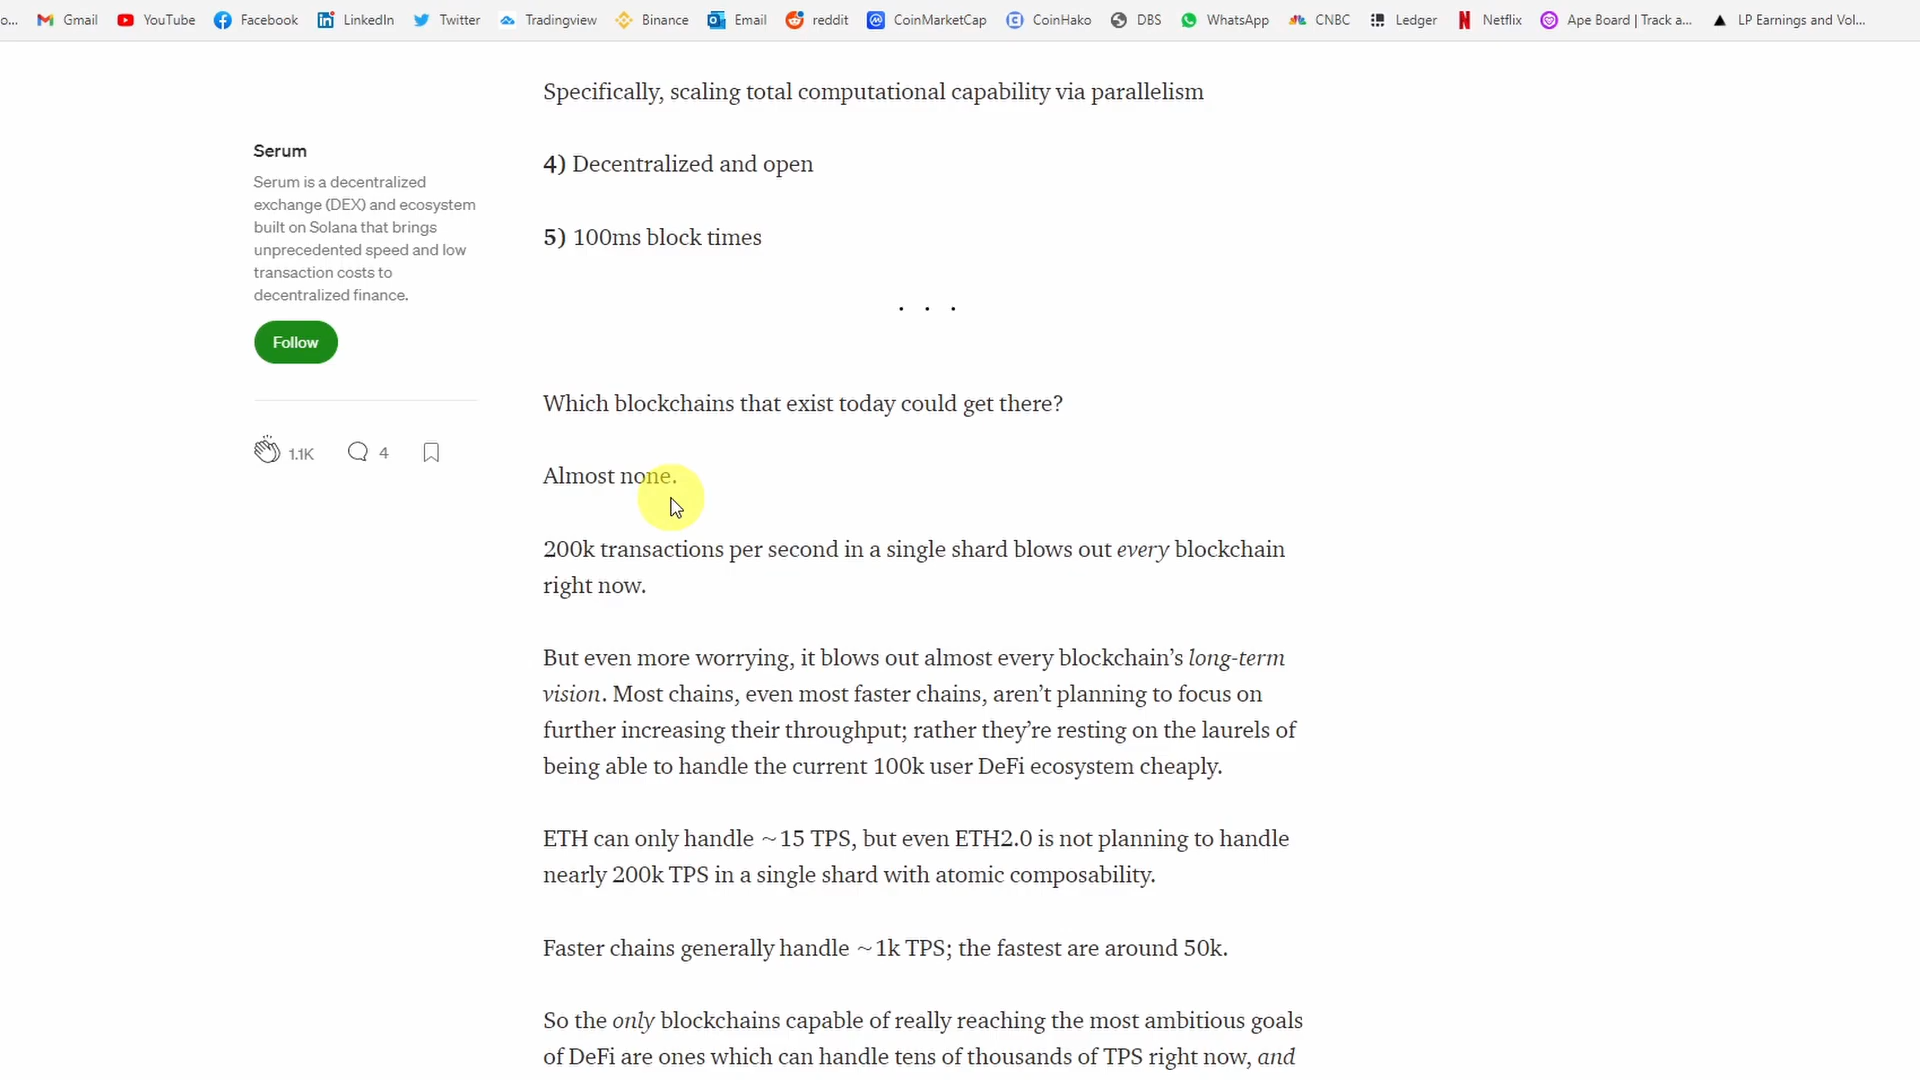 o... Gmail YouTube Facebook LinkedIn Twitter Tradingview Binance Email reddit CoinMarketCap CoinHako DBS WhatsApp CNBC Ledger Netflix Ape Board | Track a... LP Earnings and Vol...
Specifically, scaling total computational capability via parallelism
Serum
Serum is a decentralized
exchange (DEX) and ecosystem
built on Solana that brings
unprecedented speed and low
transaction costs to
decentralized finance.
Follow
1.1K 4
4) Decentralized and open
5) 100ms block times
. . .
Which blockchains that exist today could get there?
Almost none.
200k transactions per second in a single shard blows out every blockchain
right now.
But even more worrying, it blows out almost every blockchain’s long-term
vision. Most chains, even most faster chains, aren’t planning to focus on
further increasing their throughput; rather they’re resting on the laurels of
being able to handle the current 100k user DeFi ecosystem cheaply.
ETH can only handle ~15 TPS, but even ETH2.0 is not planning to handle
nearly 200k TPS in a single shard with atomic composability.
Faster chains generally handle ~1k TPS; the fastest are around 50k.
So the only blockchains capable of really reaching the most ambitious goals
of DeFi are ones which can handle tens of thousands of TPS right now, and